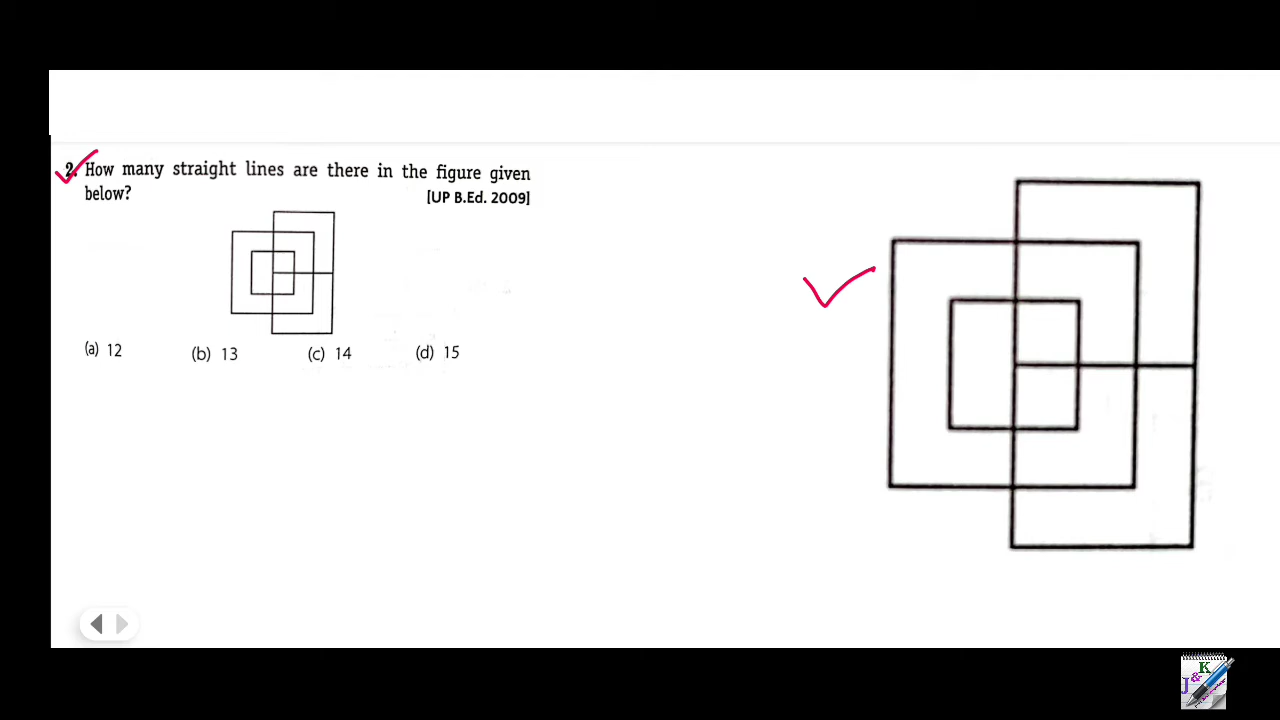 2. How many straight lines are there in the figure given
below?
[UP B.Ed. 2009]
(a) 12 (b) 13 (c) 14 (d) 15
J&K